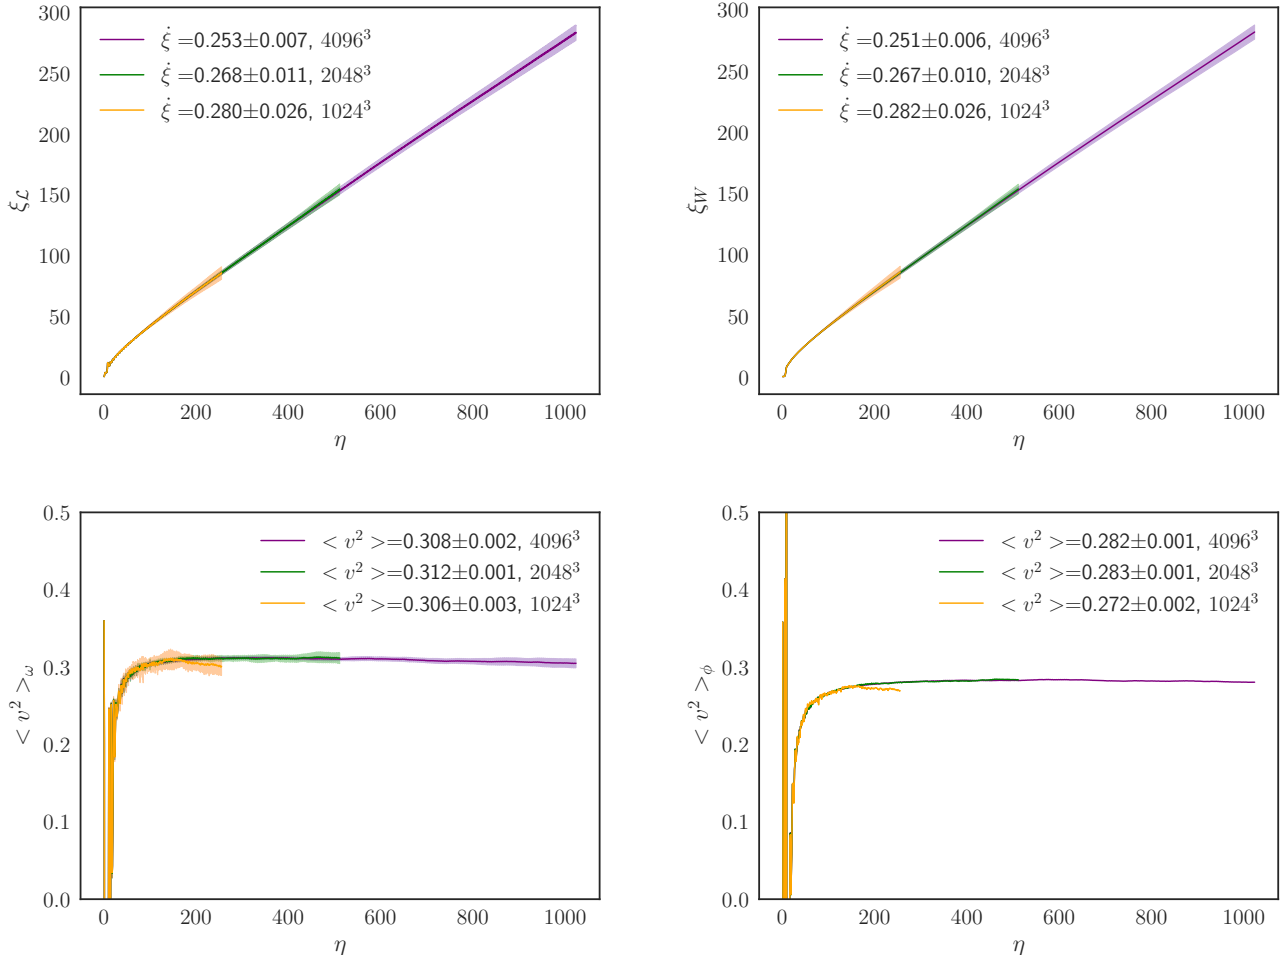 300
250
200
150
100
50
0
ξ_ℒ
ξ̇ =0.253±0.007, 4096³
ξ̇ =0.268±0.011, 2048³
ξ̇ =0.280±0.026, 1024³
0 200 400 600 800 1000
η
300
250
200
150
100
50
0
ξ_W
ξ̇ =0.251±0.006, 4096³
ξ̇ =0.267±0.010, 2048³
ξ̇ =0.282±0.026, 1024³
0 200 400 600 800 1000
η
0.5
0.4
0.3
0.2
0.1
0.0
< v² >_ω
< v² >=0.308±0.002, 4096³
< v² >=0.312±0.001, 2048³
< v² >=0.306±0.003, 1024³
0 200 400 600 800 1000
η
0.5
0.4
0.3
0.2
0.1
0.0
< v² >_ϕ
< v² >=0.282±0.001, 4096³
< v² >=0.283±0.001, 2048³
< v² >=0.272±0.002, 1024³
0 200 400 600 800 1000
η